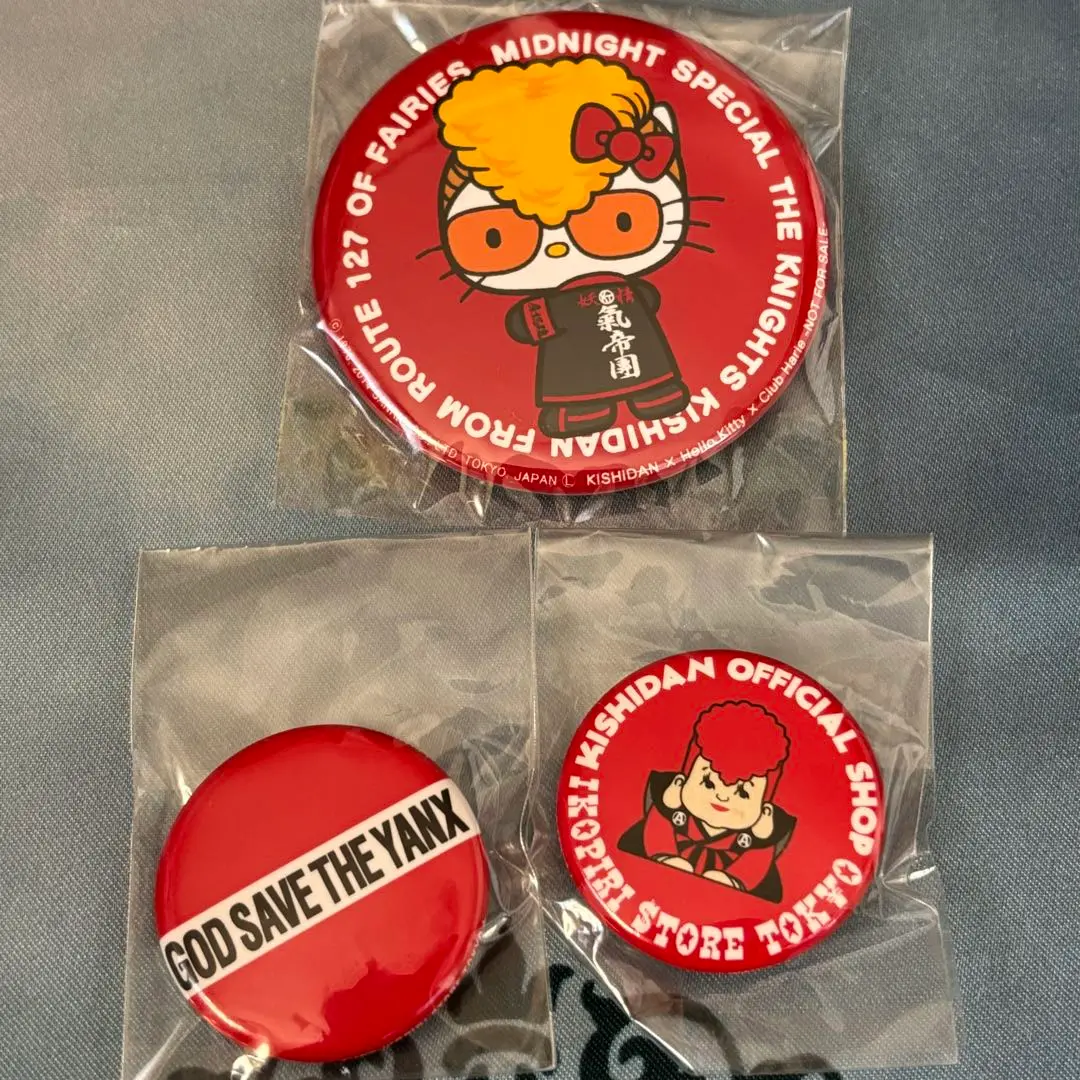 MIDNIGHT SPECIAL THE KNIGHTS KISHIDAN FROM ROUTE 127 OF FAIRIES
妖 精
氣帝團
TOKYO, JAPAN Ⓛ KISHIDAN × Hello Kitty × Club Harie -NOT FOR SALE-
GOD SAVE THE YANX
KISHIDAN OFFICIAL SHOP
IKOPIRI STORE TOKYO